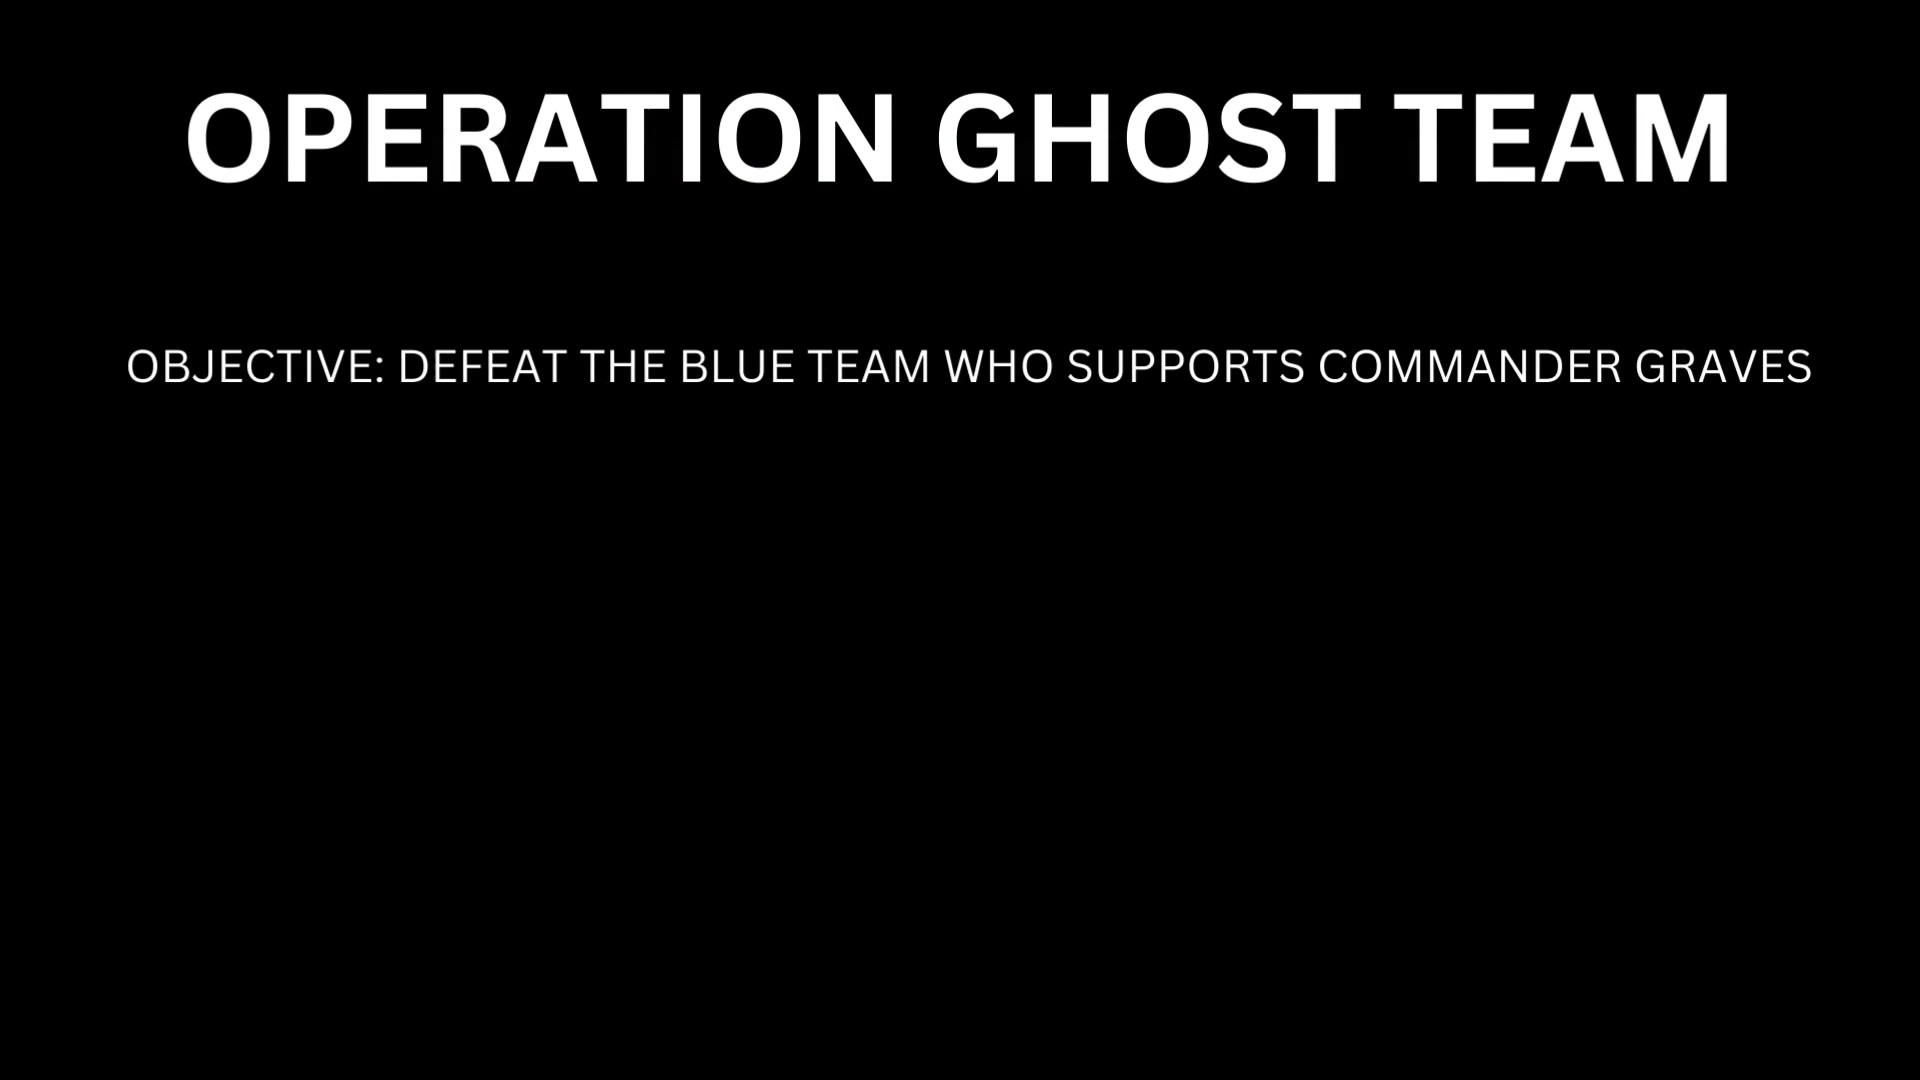 OPERATION GHOST TEAM
OBJECTIVE: DEFEAT THE BLUE TEAM WHO SUPPORTS COMMANDER GRAVES